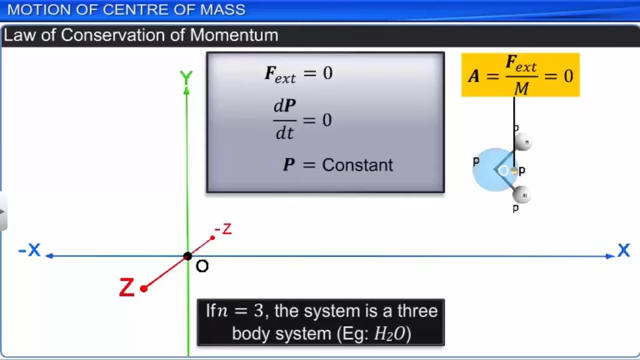 MOTION OF CENTRE OF MASS
Law of Conservation of Momentum
F_ext = 0
dP/dt = 0
P = Constant
A = F_ext/M = 0
Y
P
H
P
O
P
H
P
-Z
-X
X
O
Z
If n = 3, the system is a three
body system (Eg: H₂O)